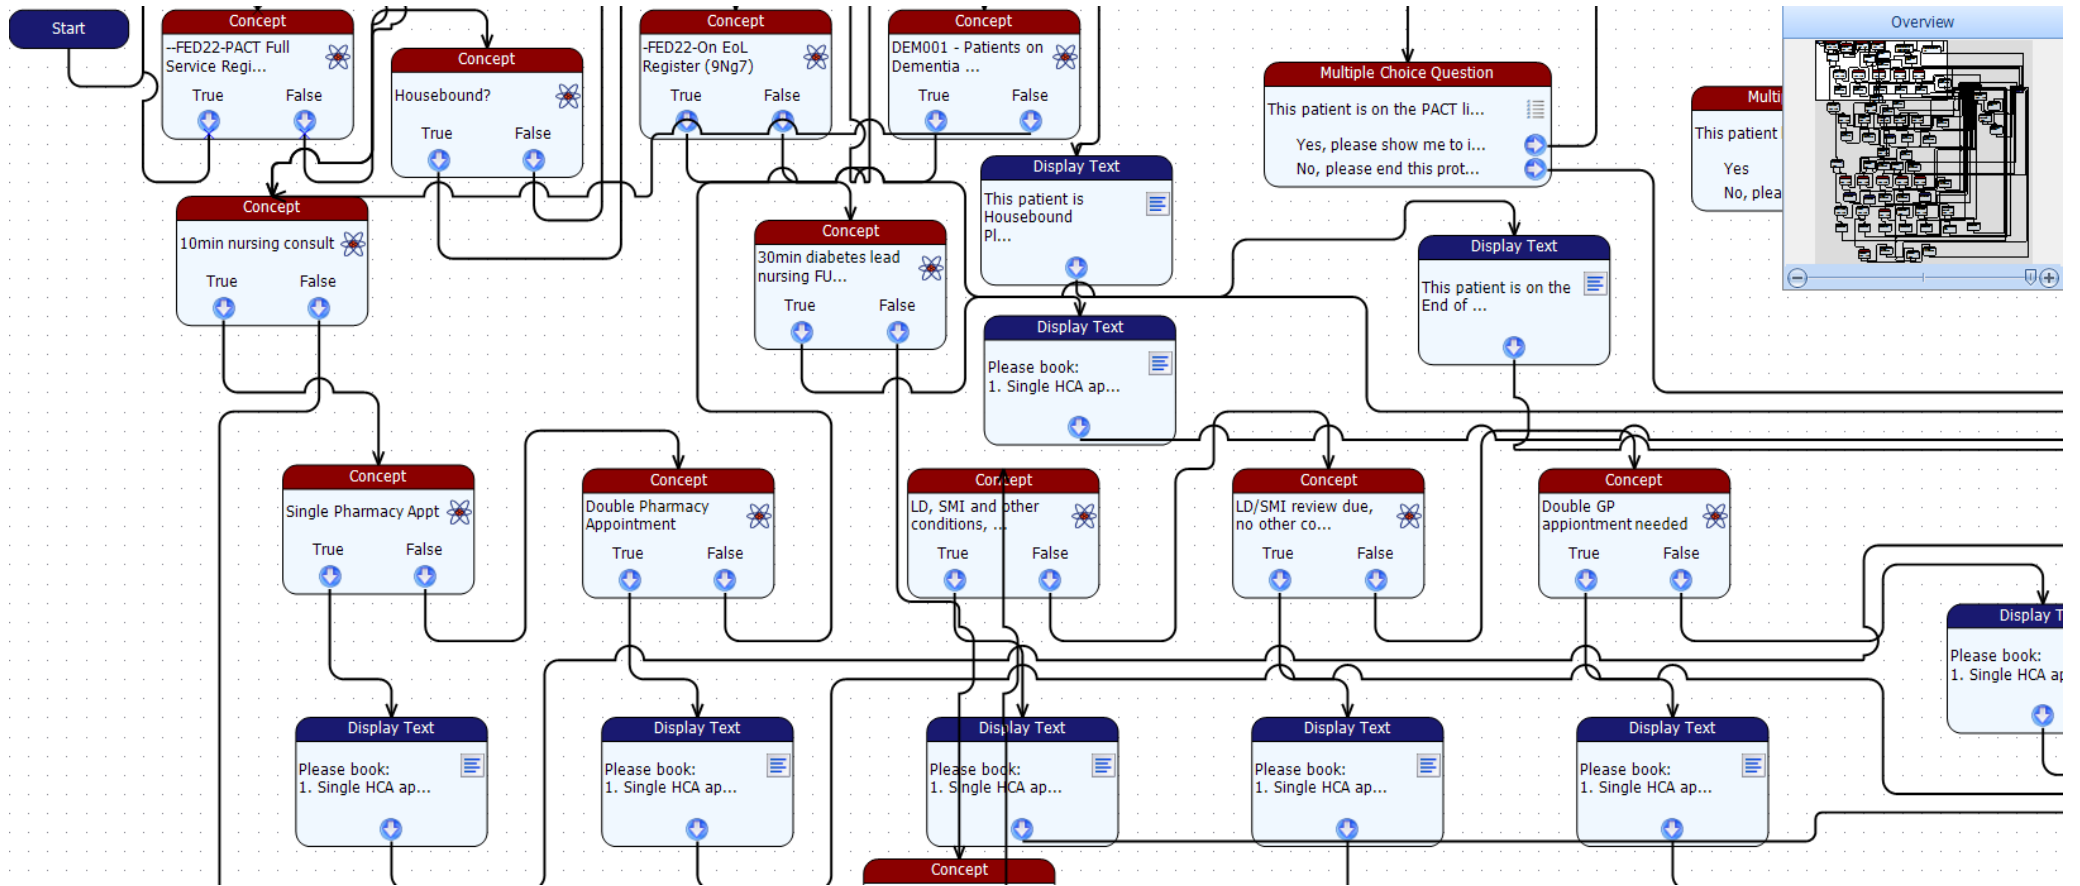 Start
Concept
--FED22-PACT Full
Service Regi...
True False
Concept
Housebound?
True False
Concept
-FED22-On EoL
Register (9Ng7)
True False
Concept
DEM001 - Patients on
Dementia ...
True False
Display Text
This patient is
Housebound
Pl...
Multiple Choice Question
This patient is on the PACT li...
Yes, please show me to i...
No, please end this prot...
Multi
This patient
Yes
No, plea
Overview
Concept
10min nursing consult
True False
Concept
30min diabetes lead
nursing FU...
True False
Display Text
Please book:
1. Single HCA ap...
Display Text
This patient is on the
End of ...
Concept
Single Pharmacy Appt
True False
Concept
Double Pharmacy
Appointment
True False
Concept
LD, SMI and other
conditions, ...
True False
Concept
LD/SMI review due,
no other co...
True False
Concept
Double GP
appiontment needed
True False
Display T
Please book:
1. Single HCA ap
Display Text
Please book:
1. Single HCA ap...
Display Text
Please book:
1. Single HCA ap...
Display Text
Please book:
1. Single HCA ap...
Display Text
Please book:
1. Single HCA ap...
Display Text
Please book:
1. Single HCA ap...
Concept